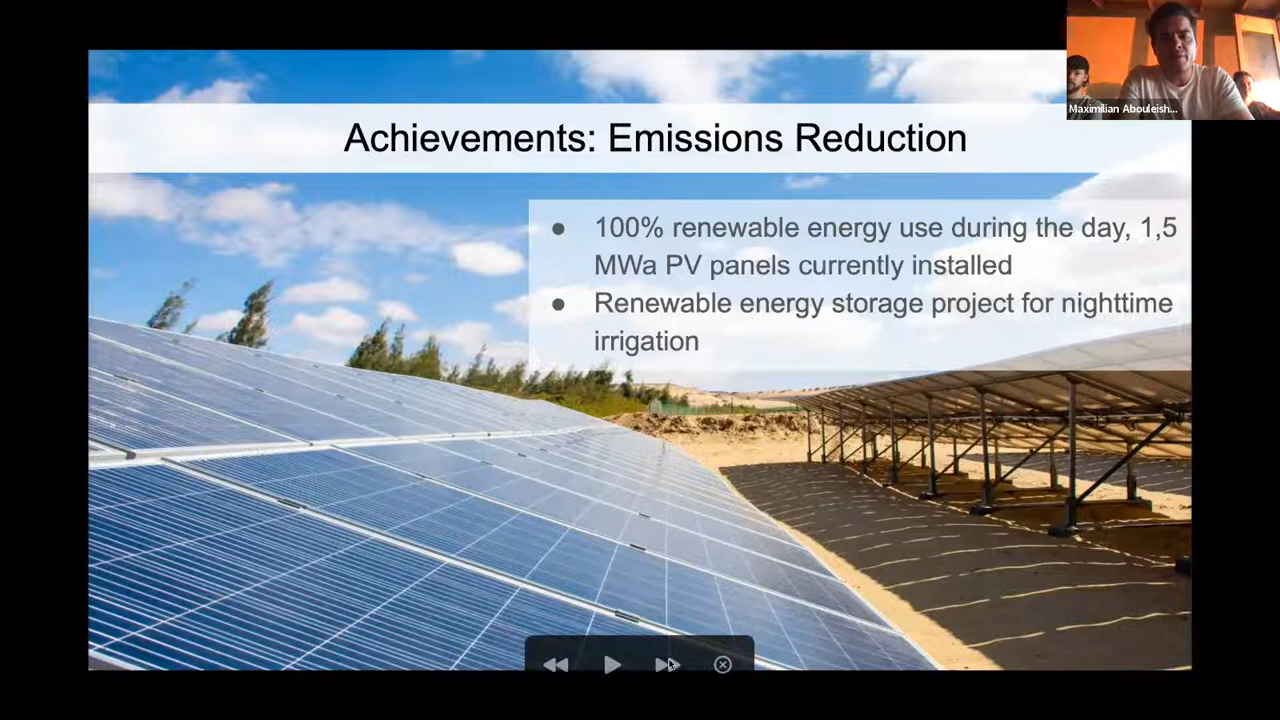 Achievements: Emissions Reduction
● 100% renewable energy use during the day, 1,5
MWa PV panels currently installed
● Renewable energy storage project for nighttime
irrigation
Maximilian Abouleish...